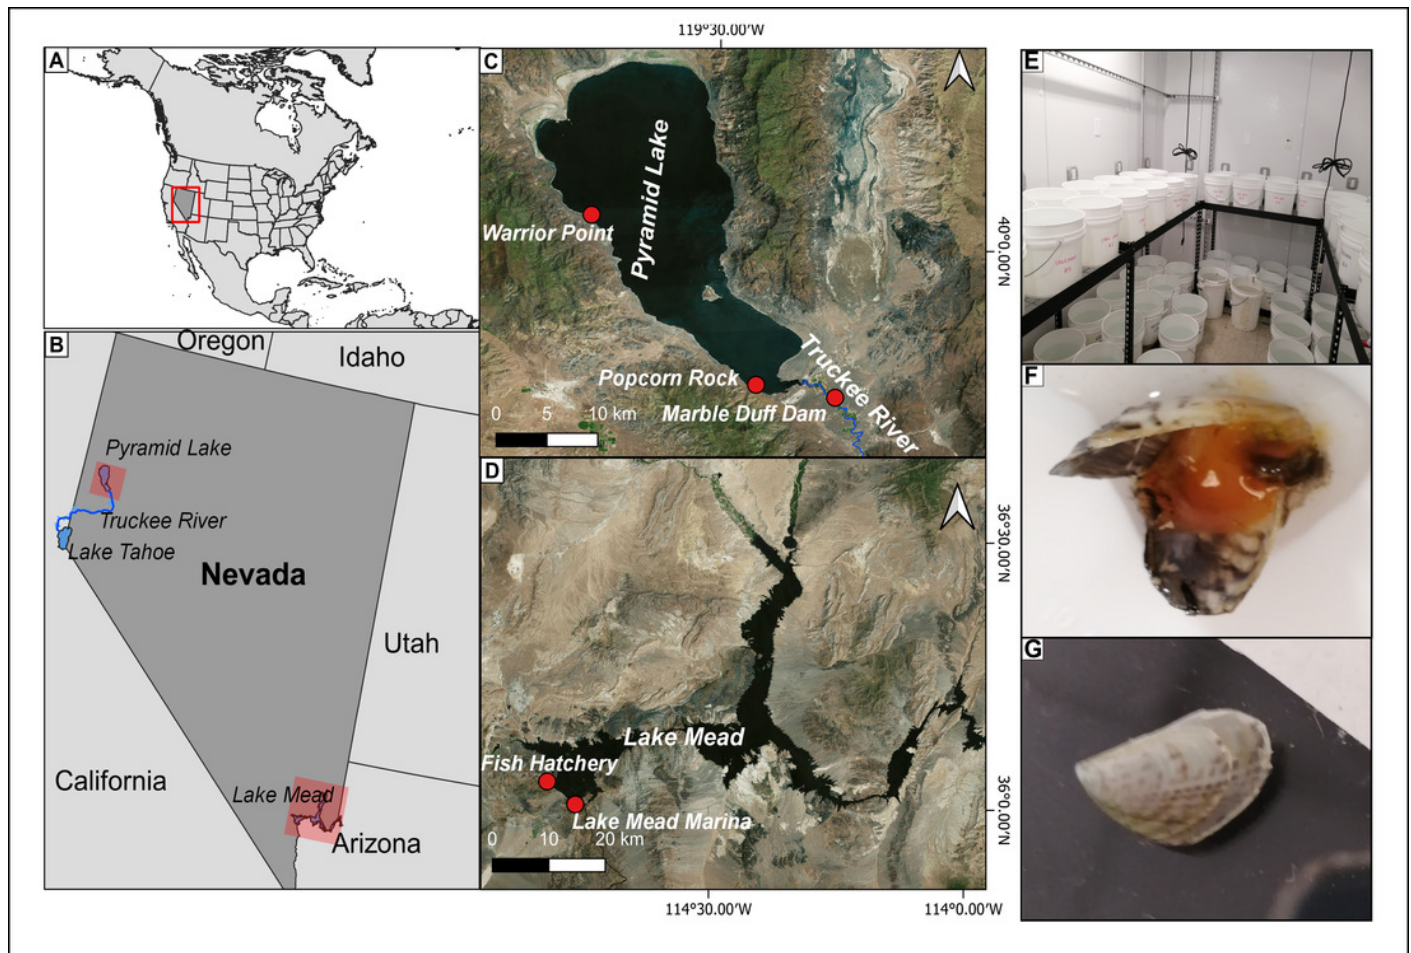 A
B
Oregon
Idaho
Pyramid Lake
Truckee River
Lake Tahoe
Nevada
Utah
California
Lake Mead
Arizona
119°30.00'W
C
Pyramid Lake
Warrior Point
Popcorn Rock
Marble Duff Dam
Truckee River
0 5 10 km
40°0.00'N
D
Lake Mead
Fish Hatchery
Lake Mead Marina
0 10 20 km
36°30.00'N
36°0.00'N
114°30.00'W
114°0.00'W
E
F
G